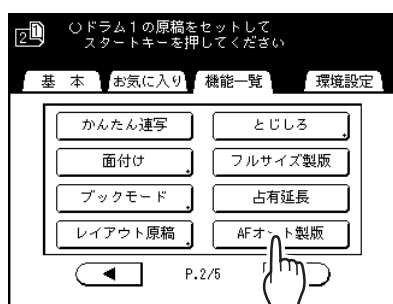 2 1
○ドラム1の原稿をセットして
スタートキーを押してください
基 本 お気に入り 機能一覧 環境設定
かんたん連写 とじしろ
面付け フルサイズ製版
ブックモード 占有延長
レイアウト原稿 AFオート製版
P.2/5